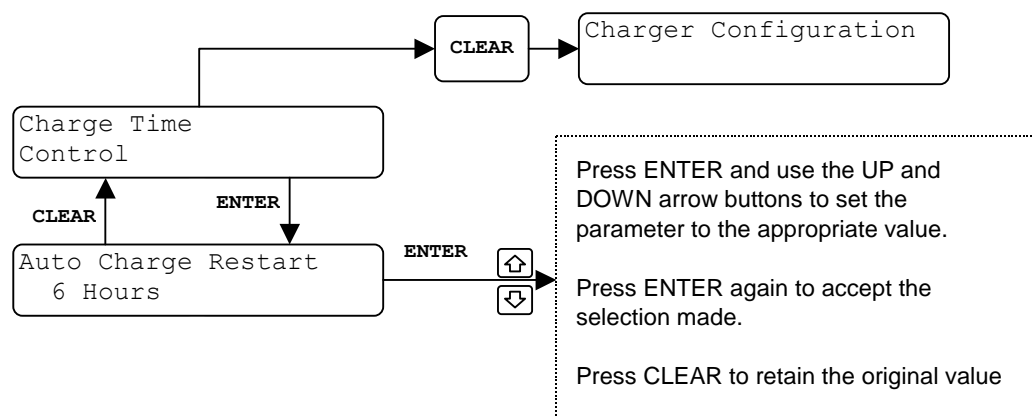 CLEAR
Charger Configuration
Charge Time
Control
CLEAR
ENTER
Auto Charge Restart
6 Hours
ENTER
Press ENTER and use the UP and
DOWN arrow buttons to set the
parameter to the appropriate value.
Press ENTER again to accept the
selection made.
Press CLEAR to retain the original value